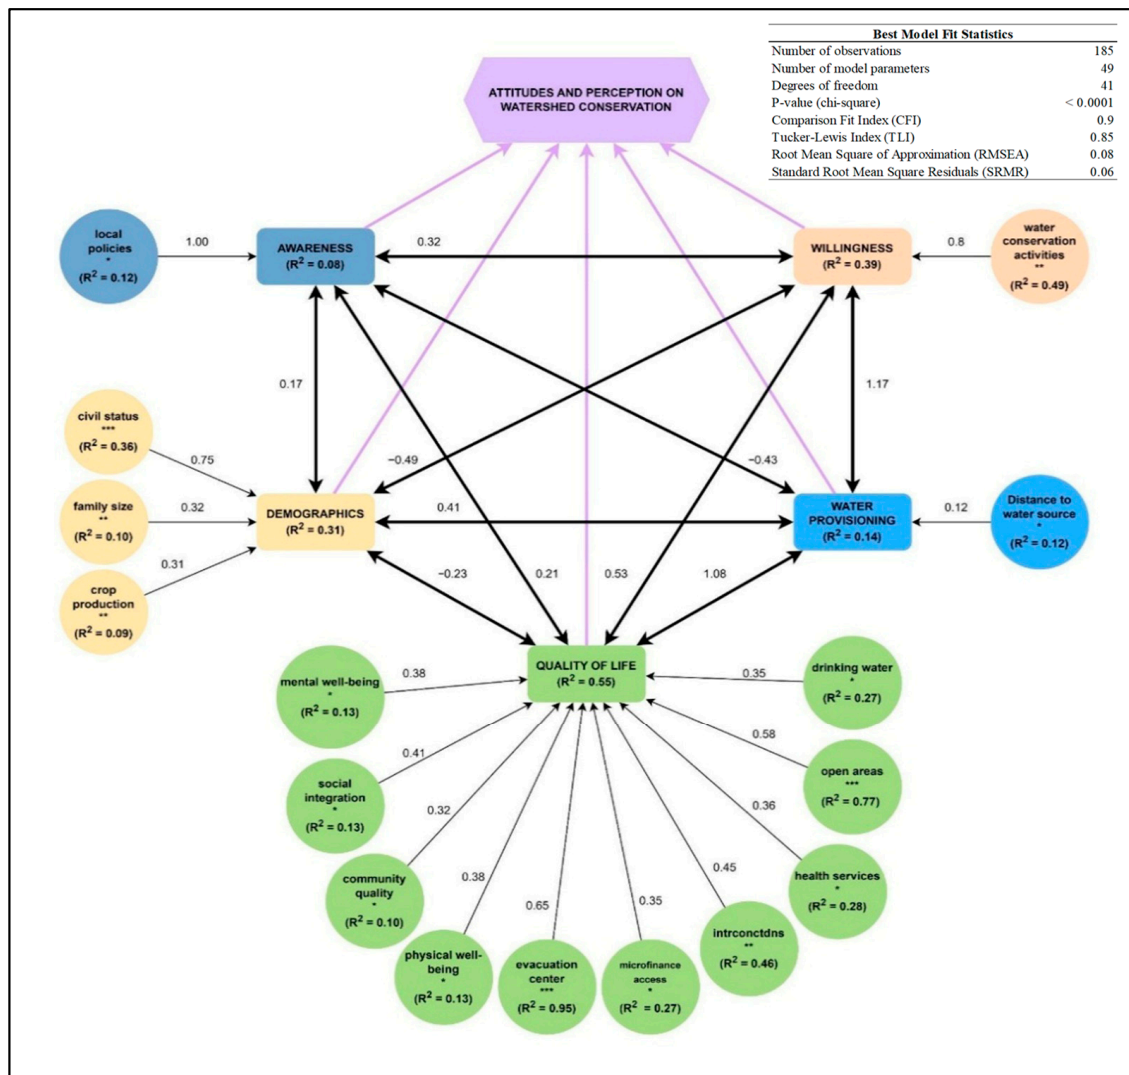 Best Model Fit Statistics
Number of observations 185
Number of model parameters 49
Degrees of freedom 41
P-value (chi-square) < 0.0001
Comparison Fit Index (CFI) 0.9
Tucker-Lewis Index (TLI) 0.85
Root Mean Square of Approximation (RMSEA) 0.08
Standard Root Mean Square Residuals (SRMR) 0.06
ATTITUDES AND PERCEPTION ON
WATERSHED CONSERVATION
local
policies
*
(R² = 0.12)
1.00
AWARENESS
(R² = 0.08)
0.32
WILLINGNESS
(R² = 0.39)
0.8
water
conservation
activities
**
(R² = 0.49)
0.17
1.17
civil status
***
(R² = 0.36)
0.75
−0.49
−0.43
family size
**
(R² = 0.10)
0.32
DEMOGRAPHICS
(R² = 0.31)
0.41
WATER
PROVISIONING
(R² = 0.14)
0.12
Distance to
water source
*
(R² = 0.12)
0.31
crop
production
**
(R² = 0.09)
−0.23
0.21
0.53
1.08
QUALITY OF LIFE
(R² = 0.55)
mental well-being
*
(R² = 0.13)
0.38
0.35
drinking water
*
(R² = 0.27)
social
integration
*
(R² = 0.13)
0.41
0.58
open areas
***
(R² = 0.77)
community
quality
*
(R² = 0.10)
0.32
0.36
health services
*
(R² = 0.28)
physical well-
being
*
(R² = 0.13)
0.38
evacuation
center
***
(R² = 0.95)
0.65
microfinance
access
*
(R² = 0.27)
0.35
intrconctdns
**
(R² = 0.46)
0.45